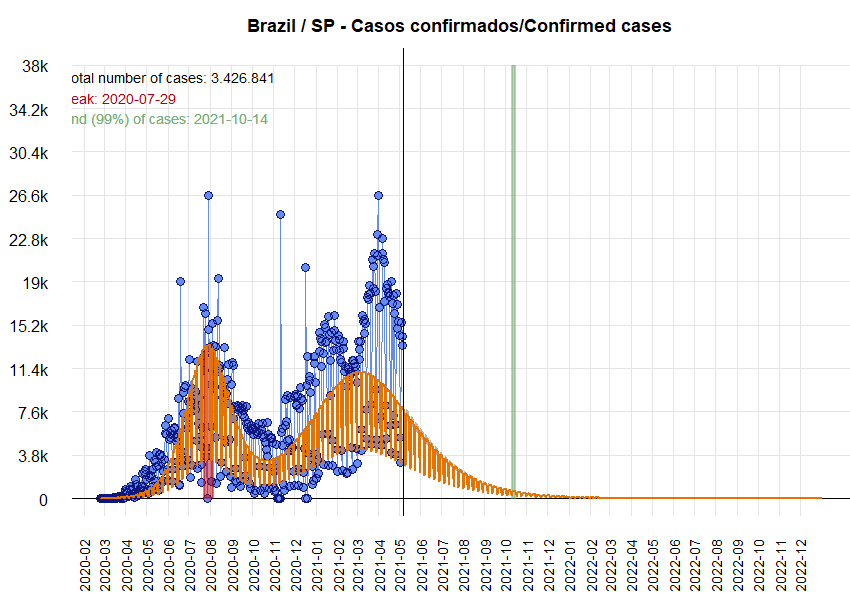 Brazil / SP - Casos confirmados/Confirmed cases
38k
34.2k
30.4k
26.6k
22.8k
19k
15.2k
11.4k
7.6k
3.8k
0
otal number of cases: 3.426.841
eak: 2020-07-29
nd (99%) of cases: 2021-10-14
2020-02
2020-03
2020-04
2020-05
2020-06
2020-07
2020-08
2020-09
2020-10
2020-11
2020-12
2021-01
2021-02
2021-03
2021-04
2021-05
2021-06
2021-07
2021-08
2021-09
2021-10
2021-11
2021-12
2022-01
2022-02
2022-03
2022-04
2022-05
2022-06
2022-07
2022-08
2022-09
2022-10
2022-11
2022-12